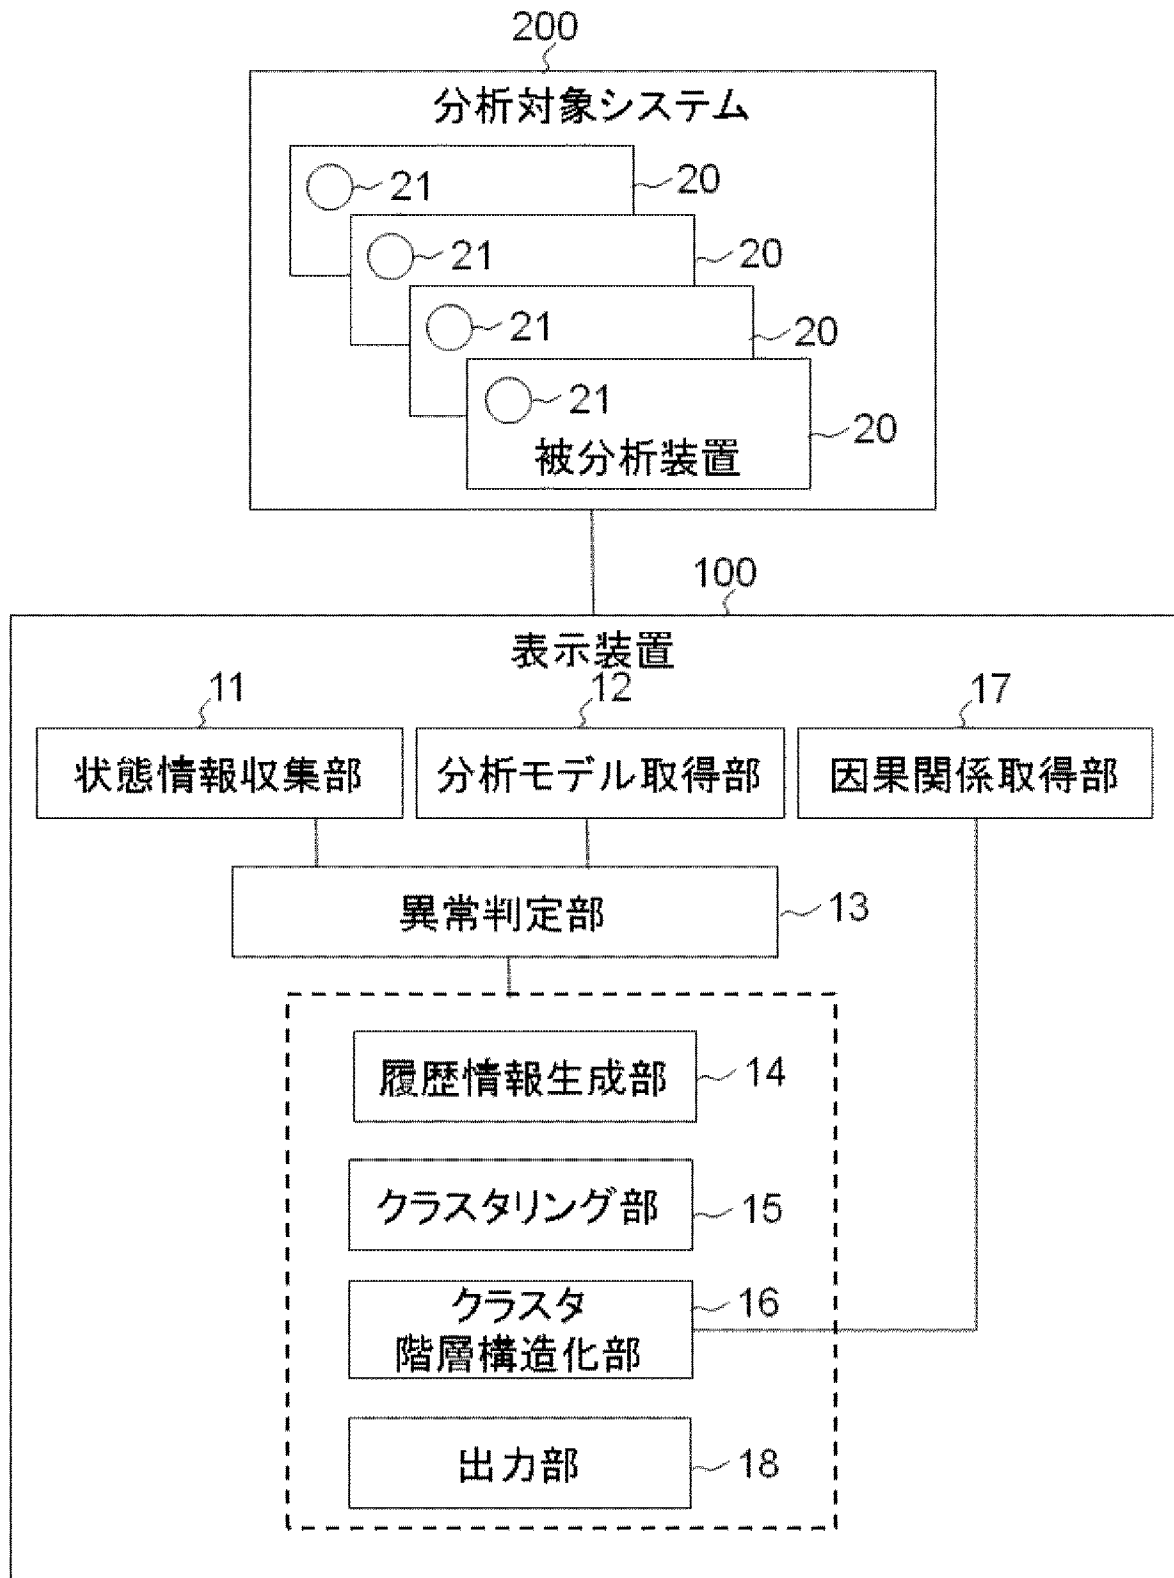 200
分析対象システム
21
20
21
20
21
20
21
20
被分析装置
100
表示装置
11
12
17
状態情報収集部
分析モデル取得部
因果関係取得部
異常判定部
13
履歴情報生成部
14
クラスタリング部
15
クラスタ
階層構造化部
16
出力部
18